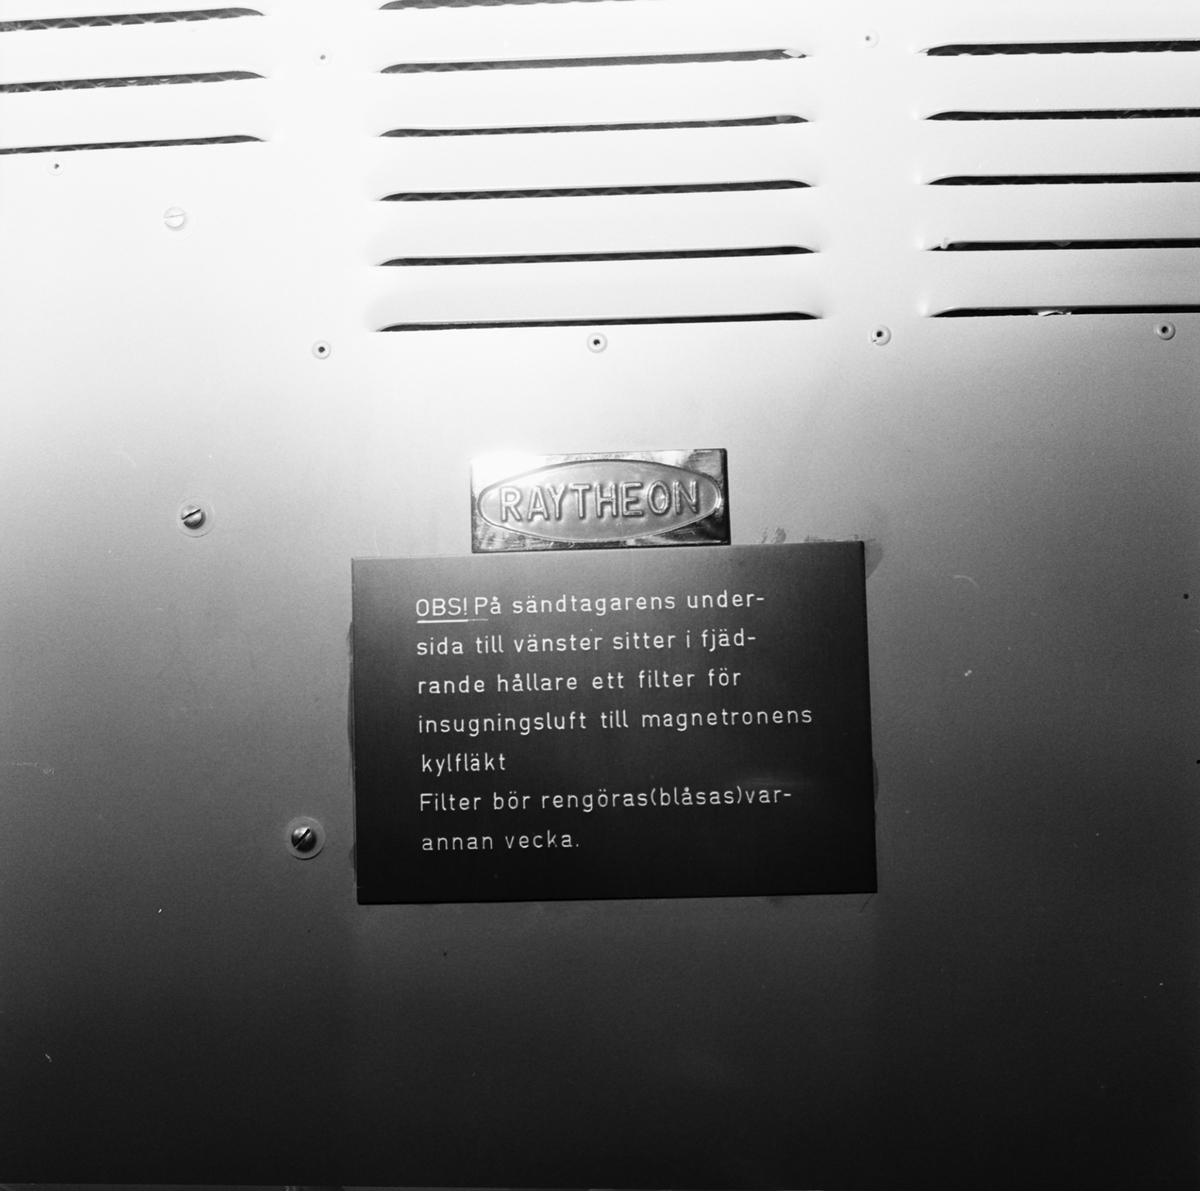 RAYTHEON
OBS! På sändtagarens under-
sida till vänster sitter i fjäd-
rande hållare ett filter för
insugningsluft till magnetronens
kylfläkt
Filter bör rengöras(blåsas)var-
annan vecka.